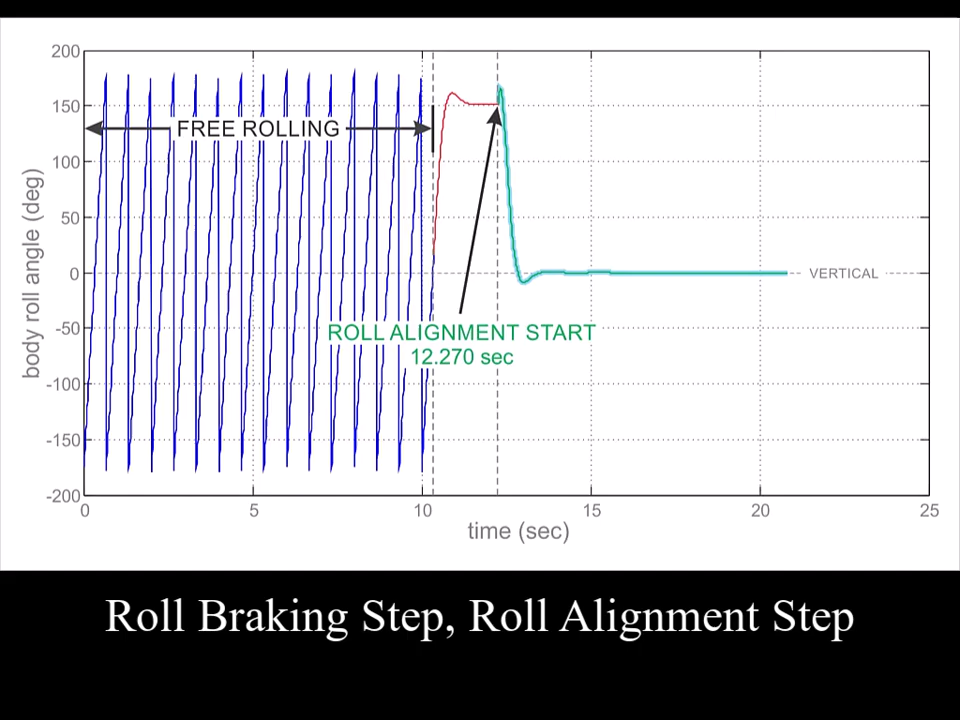 200
150
100
50
0
-50
-100
-150
-200
body roll angle (deg)
FREE ROLLING
VERTICAL
ROLL ALIGNMENT START
12.270 sec
0 5 10 15 20 25
time (sec)
Roll Braking Step, Roll Alignment Step